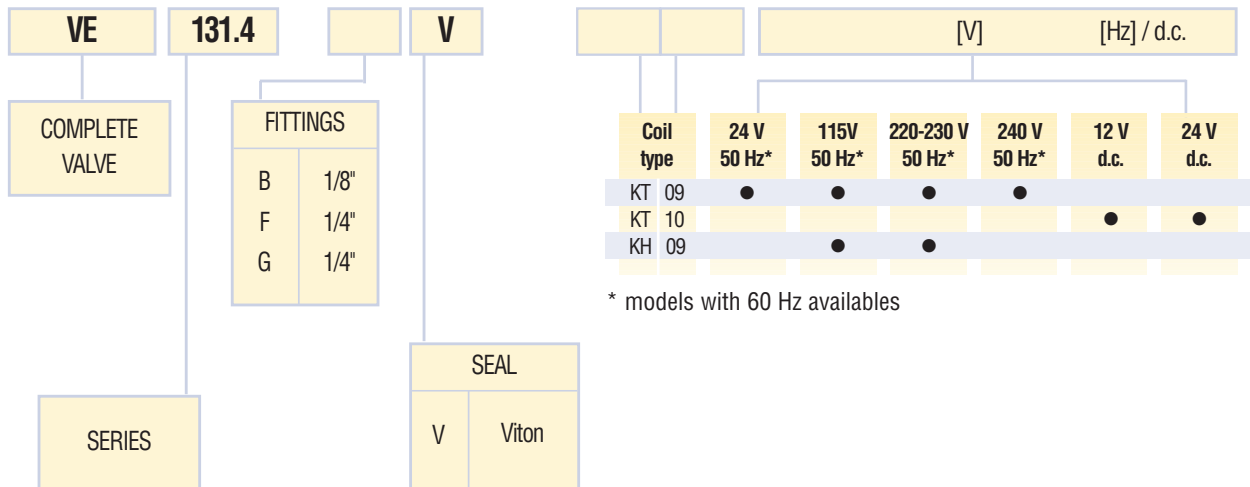 VE 131.4 V [V] [Hz] / d.c.
COMPLETE
VALVE
FITTINGS
B 1/8"
F 1/4"
G 1/4"
Coil
type
24 V
50 Hz*
115V
50 Hz*
220-230 V
50 Hz*
240 V
50 Hz*
12 V
d.c.
24 V
d.c.
KT 09 ● ● ● ●
KT 10 ● ●
KH 09 ● ●
* models with 60 Hz availables
SEAL
V Viton
SERIES